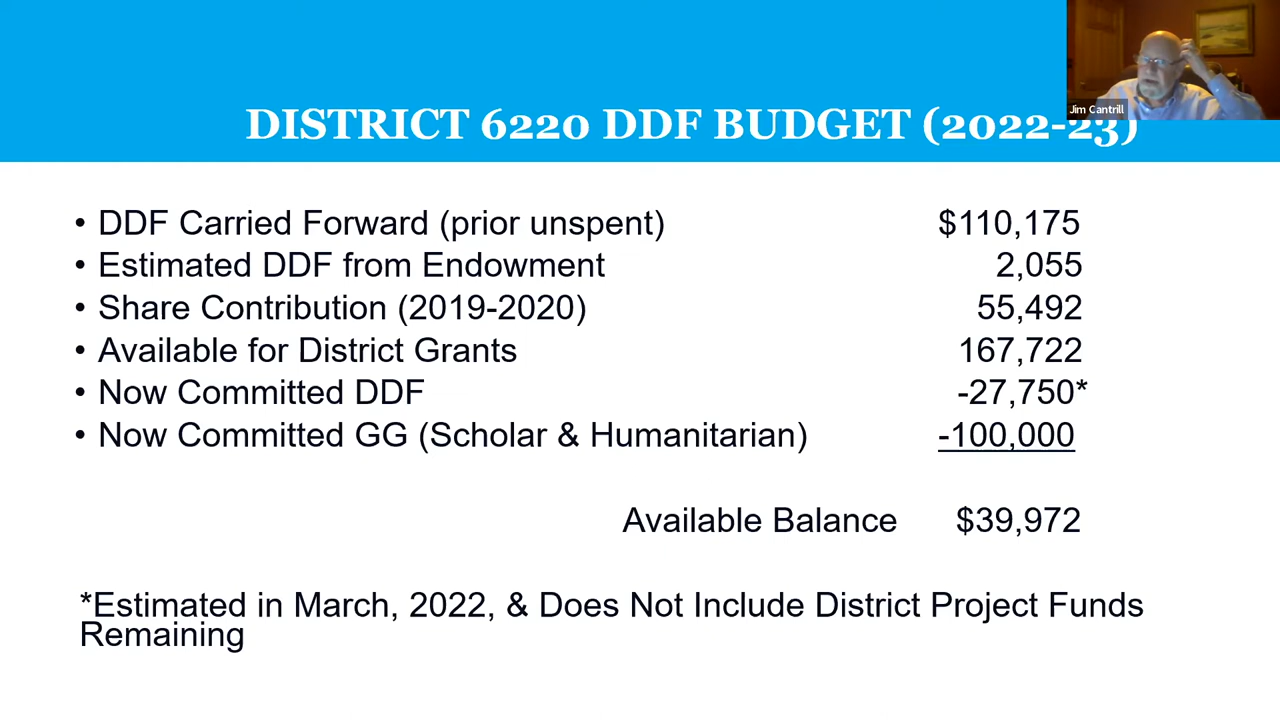 DISTRICT 6220 DDF BUDGET (2022-23)
Jim Cantrill
• DDF Carried Forward (prior unspent) $110,175
• Estimated DDF from Endowment 2,055
• Share Contribution (2019-2020) 55,492
• Available for District Grants 167,722
• Now Committed DDF -27,750*
• Now Committed GG (Scholar & Humanitarian) -100,000
Available Balance $39,972
*Estimated in March, 2022, & Does Not Include District Project Funds
Remaining